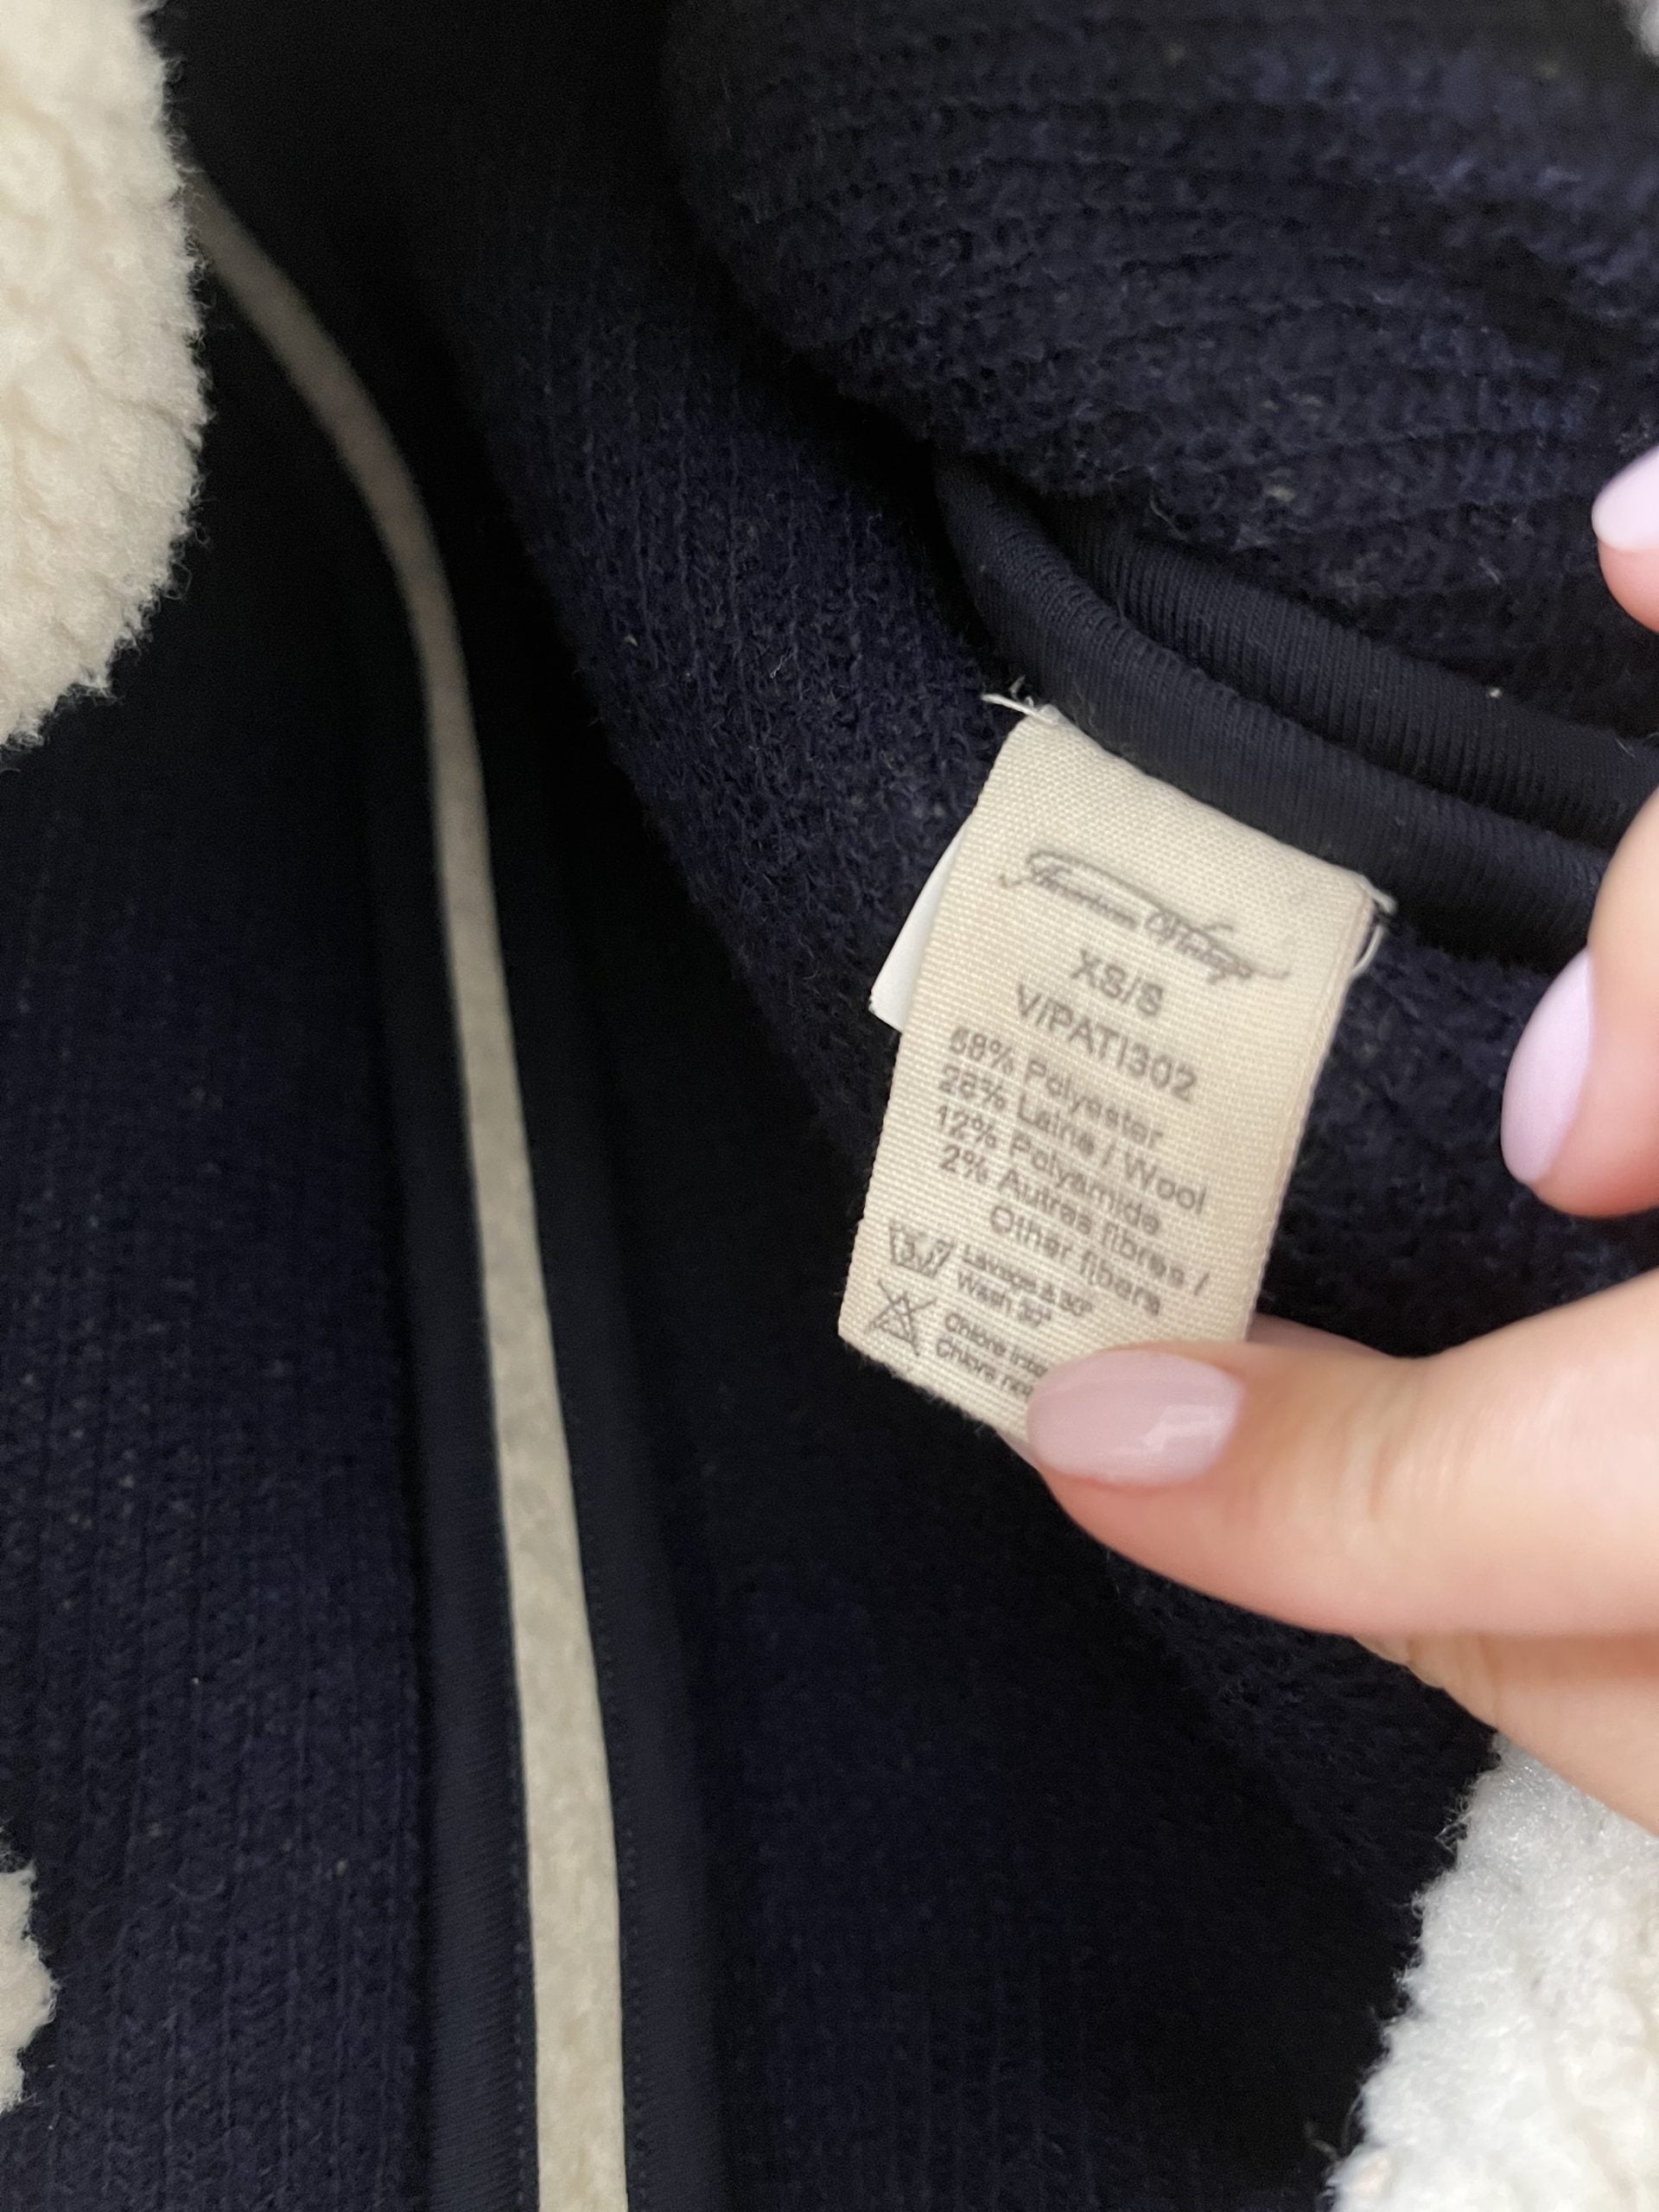 American Vintage
XS/S
V/PATI302
58% Polyester
28% Laine / Wool
12% Polyamide
2% Autres fibres /
Other fibers
30° Lavage à 30°
Wash 30°
Chlore
Chlore